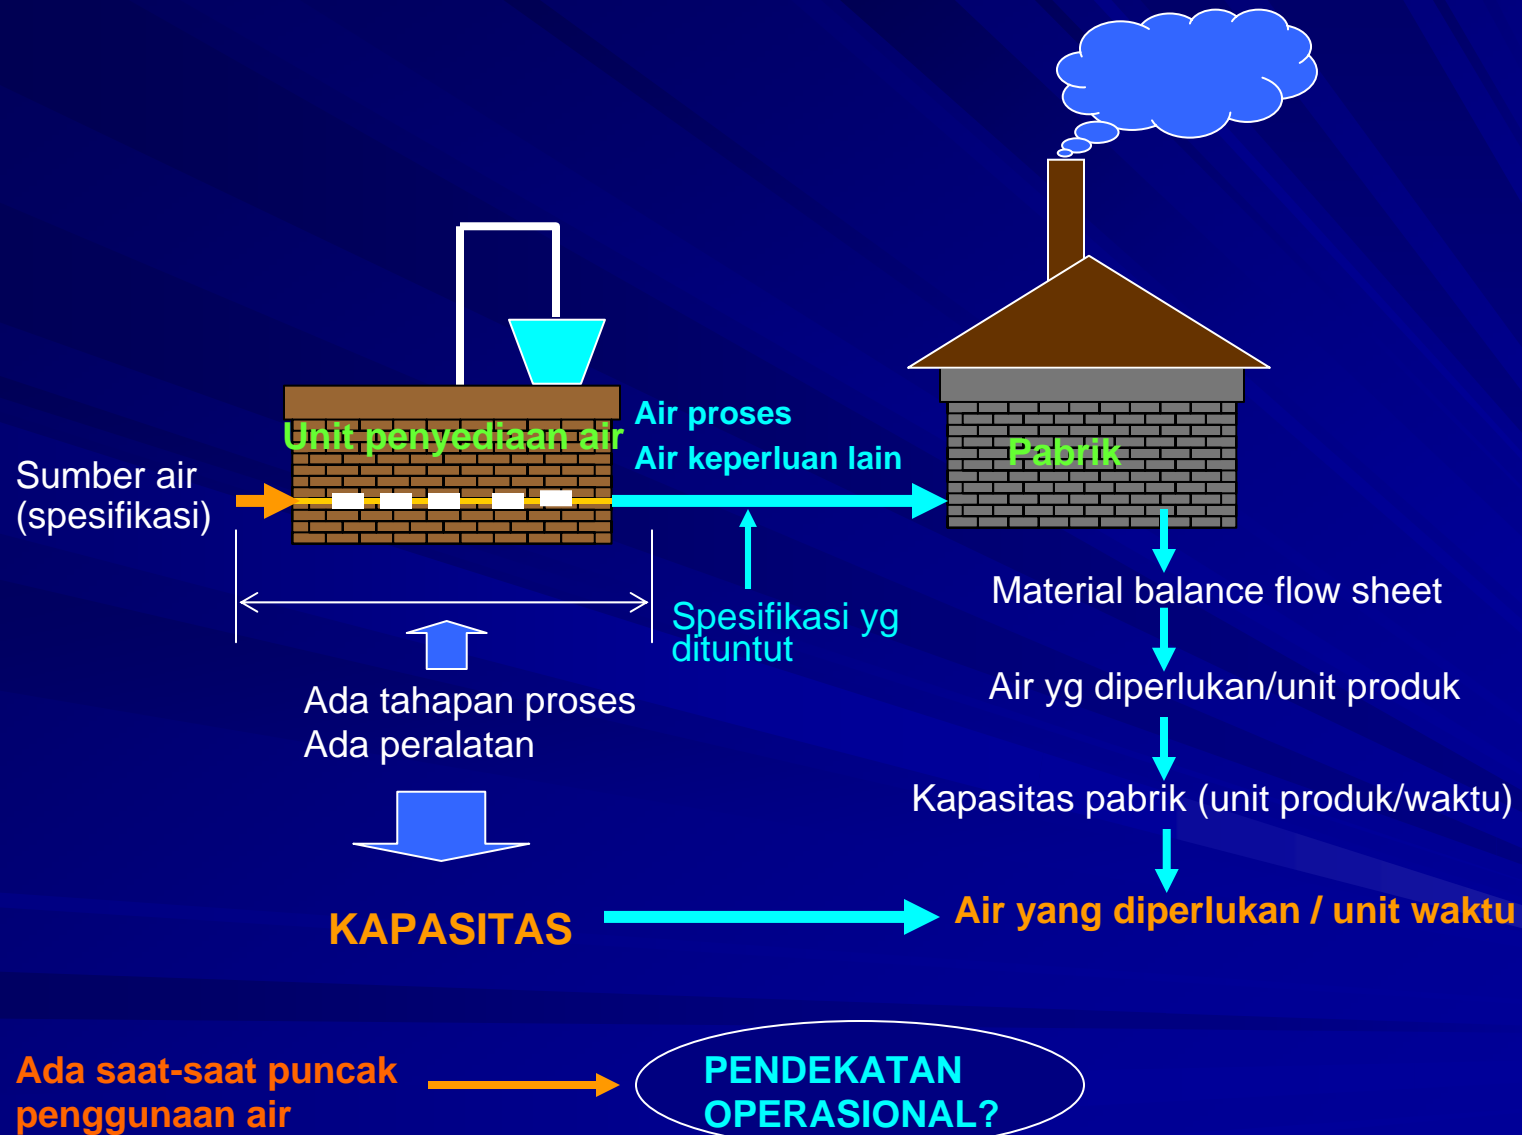 Unit penyediaan air
Air proses
Air keperluan lain
Pabrik
Sumber air
(spesifikasi)
Spesifikasi yg
dituntut
Material balance flow sheet
Ada tahapan proses
Ada peralatan
Air yg diperlukan/unit produk
Kapasitas pabrik (unit produk/waktu)
KAPASITAS
Air yang diperlukan / unit waktu
Ada saat-saat puncak
penggunaan air
PENDEKATAN
OPERASIONAL?